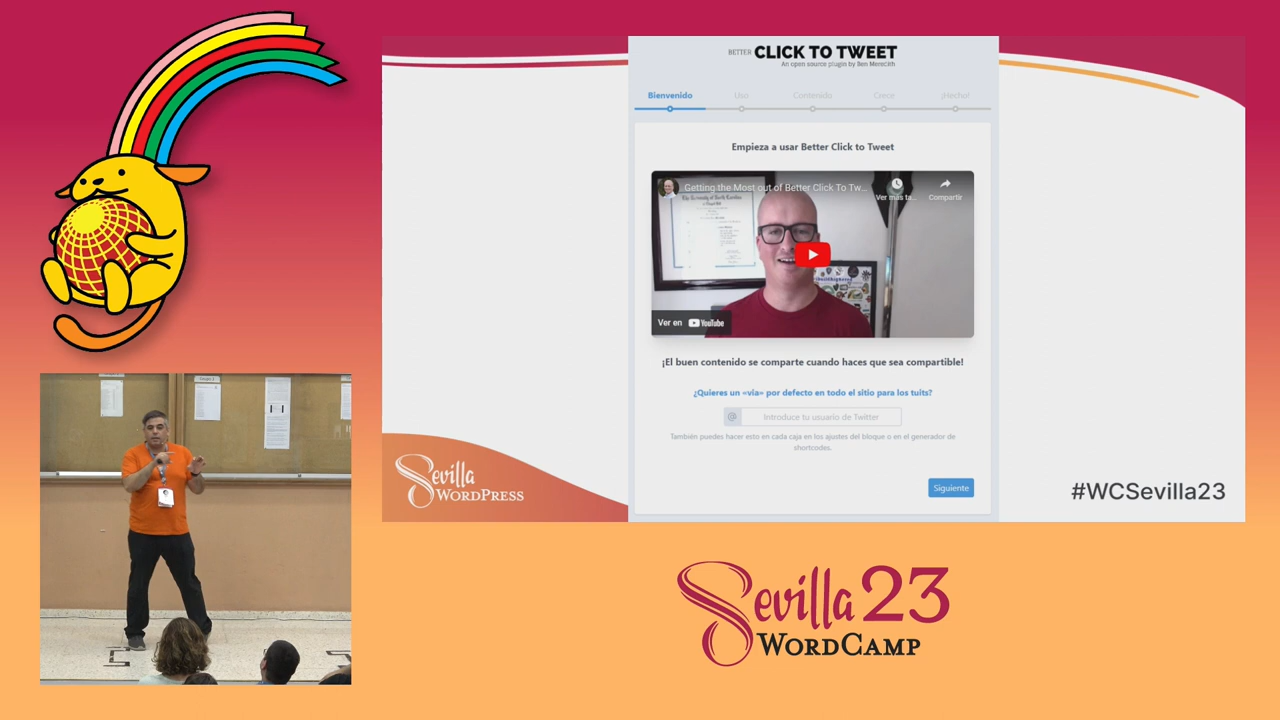 BETTER CLICK TO TWEET
An open source plugin by Ben Meredith
Bienvenido
Uso
Contenido
Crece
¡Hecho!
Empieza a usar Better Click to Tweet
Getting the Most out of Better Click To Tw...
Ver más ta...
Compartir
Ver en YouTube
¡El buen contenido se comparte cuando haces que sea compartible!
¿Quieres un «via» por defecto en todo el sitio para los tuits?
@ Introduce tu usuario de Twitter
También puedes hacer esto en cada caja en los ajustes del bloque o en el generador de
shortcodes.
Siguiente
Sevilla
WORDPRESS
#WCSevilla23
Sevilla 23
WORDCAMP